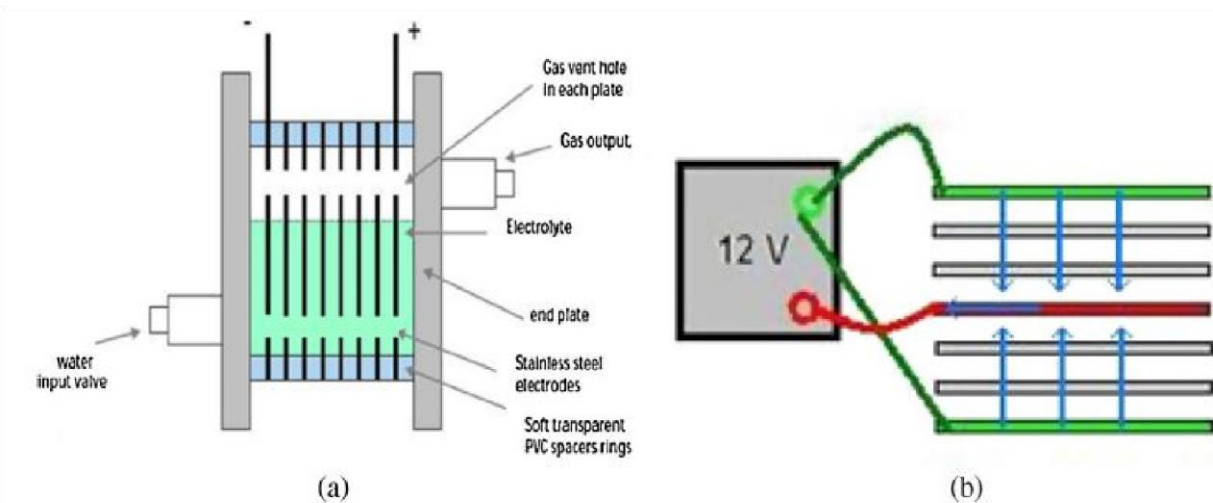 - +
Gas vent hole
in each plate
Gas output.
Electrolyte
end plate
Stainless steel
electrodes
Soft transparent
PVC spacers rings
water
input valve
(a)
12 V
(b)